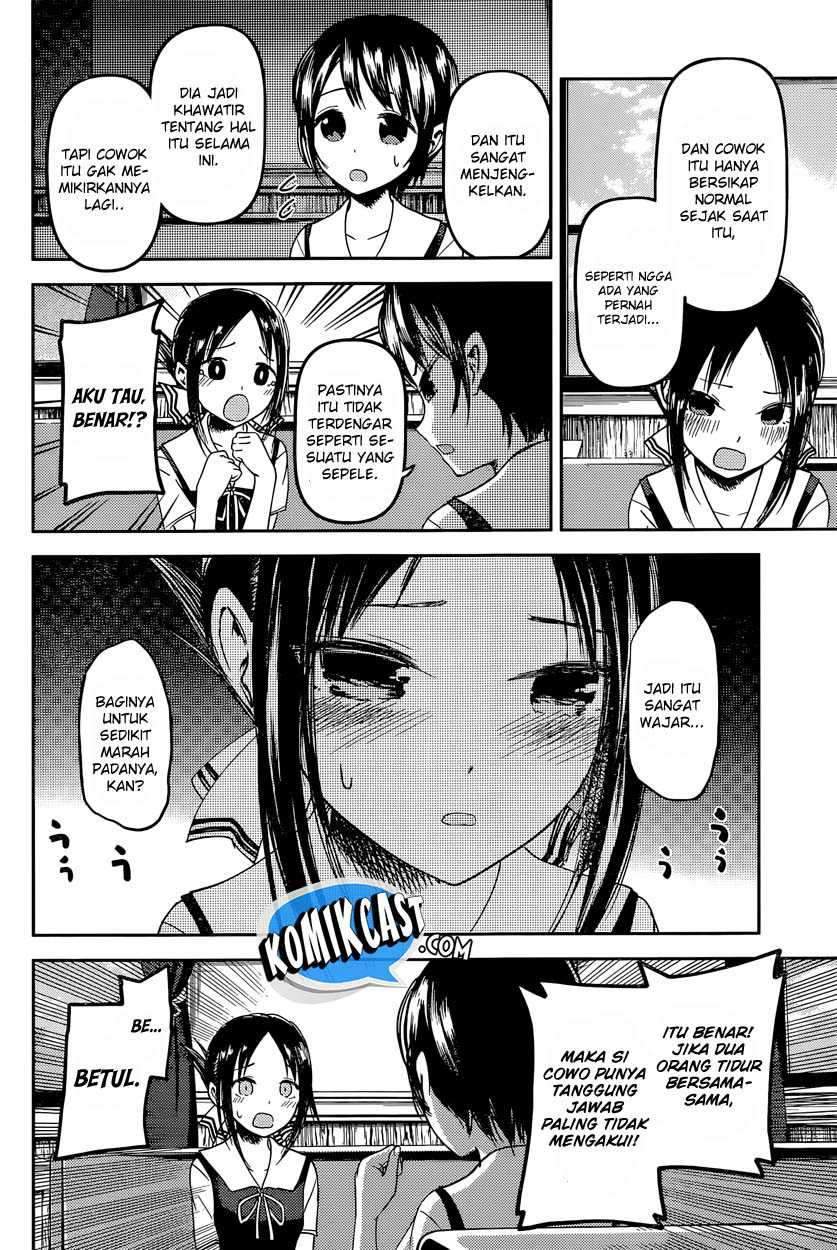 DAN COWOK
ITU HANYA
BERSIKAP
NORMAL
SEJAK SAAT
ITU,
SEPERTI NGGA
ADA YANG
PERNAH
TERJADI...
DAN ITU
SANGAT
MENJENG-
KELKAN.
DIA JADI
KHAWATIR
TENTANG HAL
ITU SELAMA
INI.
TAPI COWOK
ITU GAK ME-
MIKIRKANNYA
LAGI..
PASTINYA
ITU TIDAK
TERDENGAR
SEPERTI SE-
SUATU YANG
SEPELE.
AKU TAU,
BENAR!?
JADI ITU
SANGAT
WAJAR...
BAGINYA
UNTUK
SEDIKIT
MARAH
PADANYA,
KAN?
うぅ
うぅ
KOMIKCAST
.COM
ITU BENAR!
JIKA DUA
ORANG TIDUR
BERSAMA-
SAMA,
MAKA SI
COWO PUNYA
TANGGUNG
JAWAB
PALING TIDAK
MENGAKUI!
BE...
BETUL.